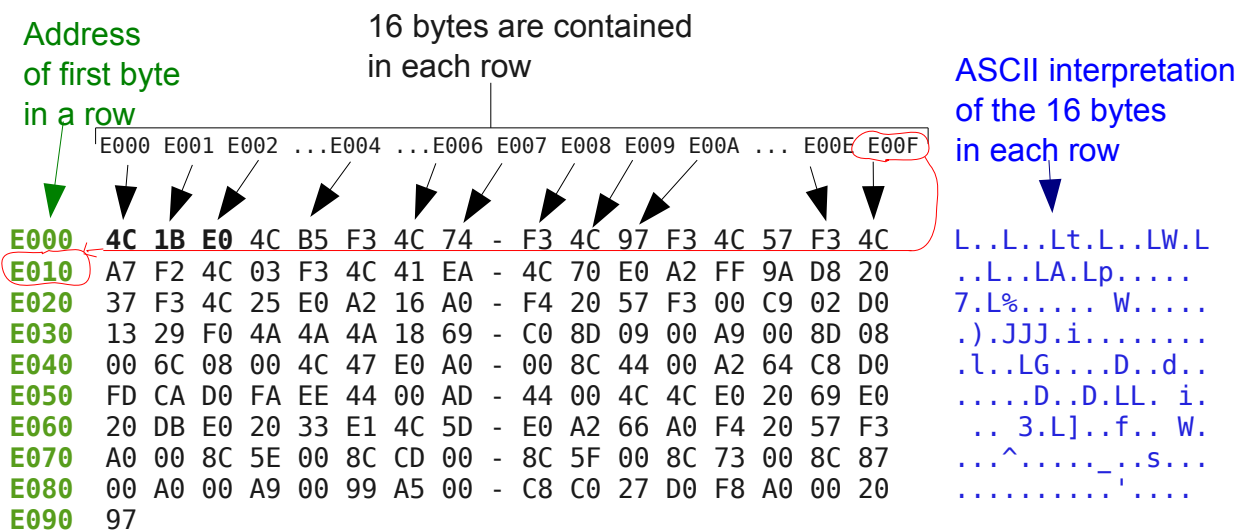 Address
of first byte
in a row
16 bytes are contained
in each row
ASCII interpretation
of the 16 bytes
in each row
E000 E001 E002 ...E004 ...E006 E007 E008 E009 E00A ... E00E E00F
E000 4C 1B E0 4C B5 F3 4C 74 - F3 4C 97 F3 4C 57 F3 4C L..L..Lt.L..LW.L
E010 A7 F2 4C 03 F3 4C 41 EA - 4C 70 E0 A2 FF 9A D8 20 ..L..LA.Lp.....
E020 37 F3 4C 25 E0 A2 16 A0 - F4 20 57 F3 00 C9 02 D0 7.L%..... W.....
E030 13 29 F0 4A 4A 4A 18 69 - C0 8D 09 00 A9 00 8D 08 .).JJJ.i........
E040 00 6C 08 00 4C 47 E0 A0 - 00 8C 44 00 A2 64 C8 D0 .l..LG....D..d..
E050 FD CA D0 FA EE 44 00 AD - 44 00 4C 4C E0 20 69 E0 .....D..D.LL. i.
E060 20 DB E0 20 33 E1 4C 5D - E0 A2 66 A0 F4 20 57 F3 .. 3.L]..f.. W.
E070 A0 00 8C 5E 00 8C CD 00 - 8C 5F 00 8C 73 00 8C 87 ...^....._..s...
E080 00 A0 00 A9 00 99 A5 00 - C8 C0 27 D0 F8 A0 00 20 ..........'....
E090 97